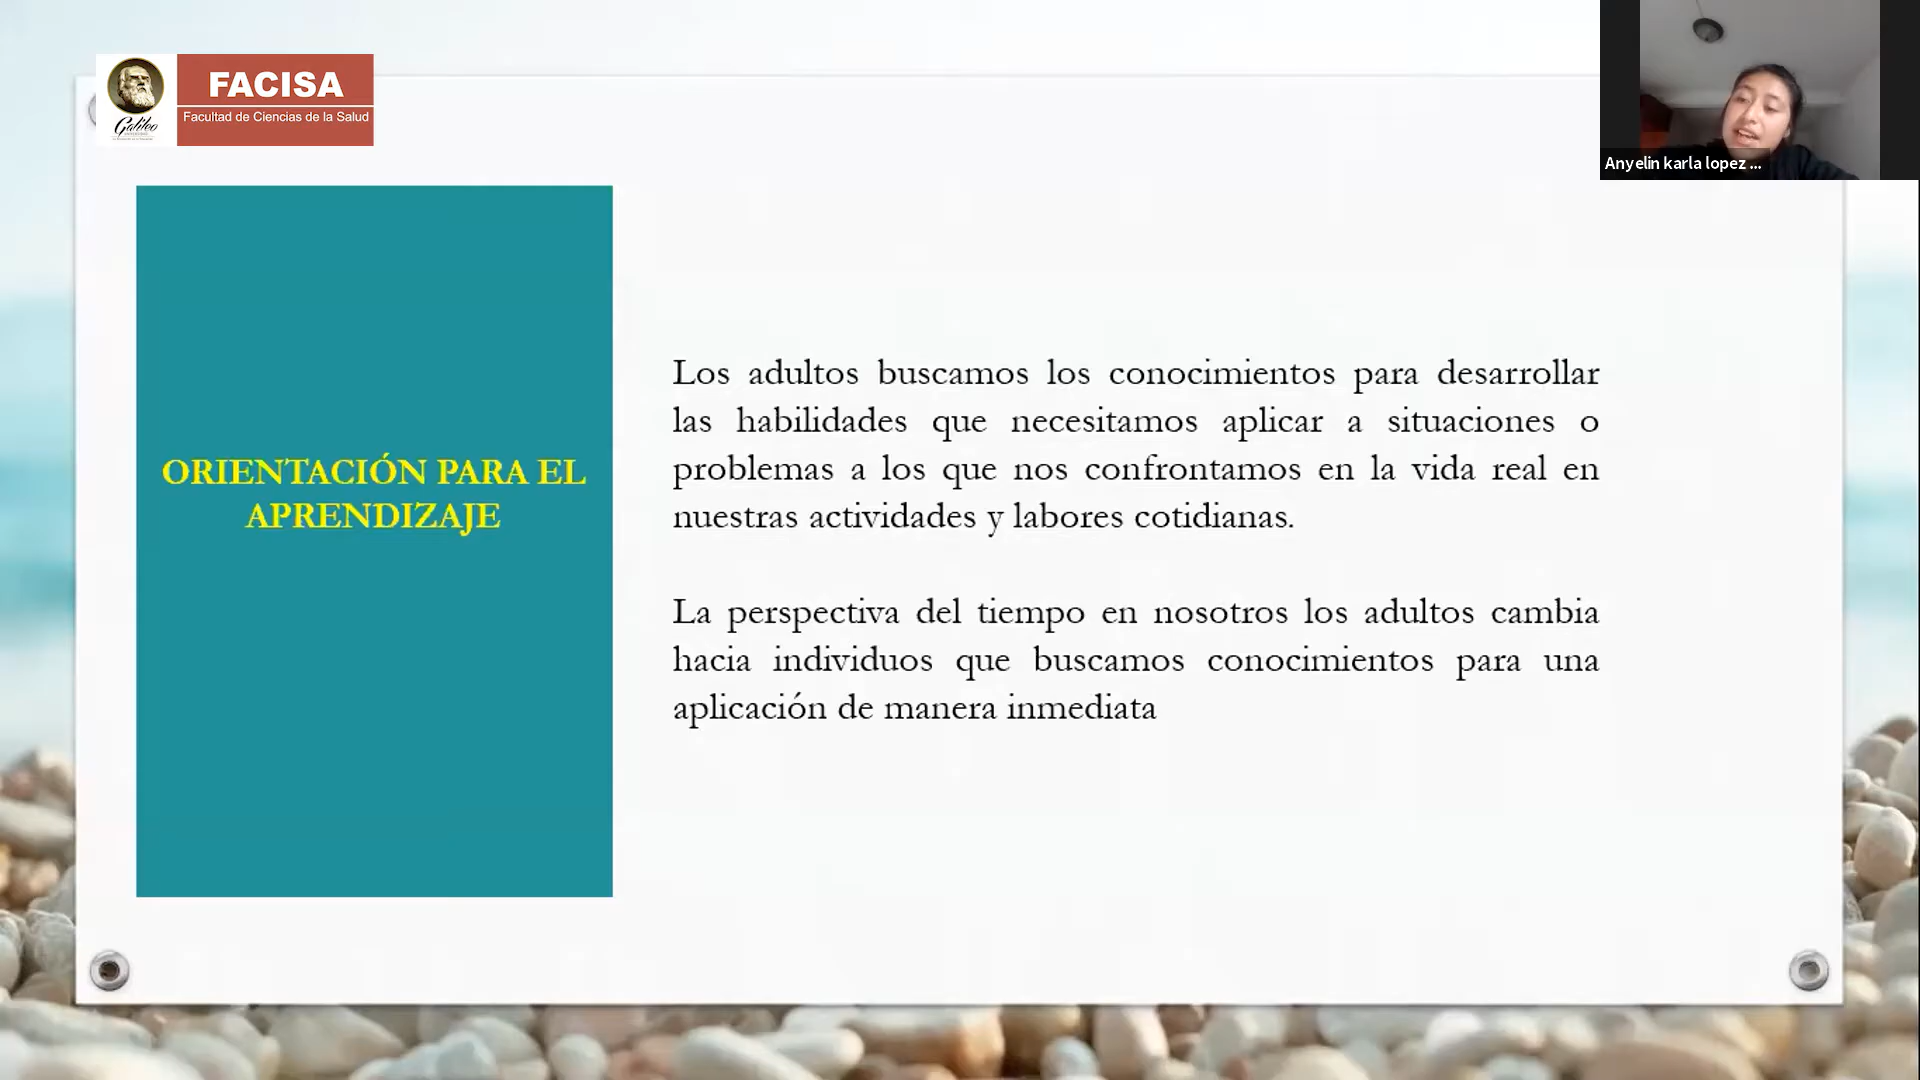 FACISA
Facultad de Ciencias de la Salud
Galileo
Anyelin karla lopez ...
ORIENTACIÓN PARA EL
APRENDIZAJE
Los adultos buscamos los conocimientos para desarrollar
las habilidades que necesitamos aplicar a situaciones o
problemas a los que nos confrontamos en la vida real en
nuestras actividades y labores cotidianas.
La perspectiva del tiempo en nosotros los adultos cambia
hacia individuos que buscamos conocimientos para una
aplicación de manera inmediata